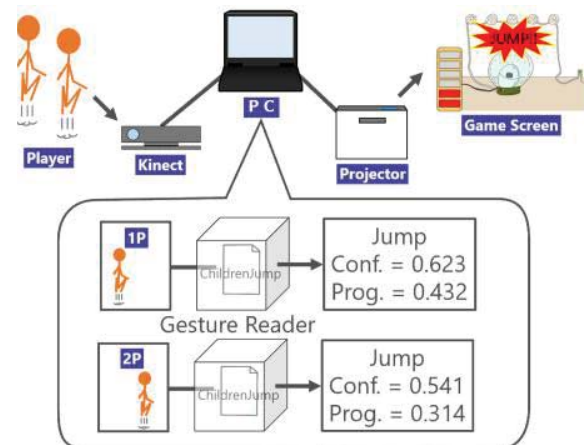 JUMP!!
P C
Game Screen
Player
Kinect
Projector
1P
ChildrenJump
Jump
Conf. = 0.623
Prog. = 0.432
Gesture Reader
2P
ChildrenJump
Jump
Conf. = 0.541
Prog. = 0.314